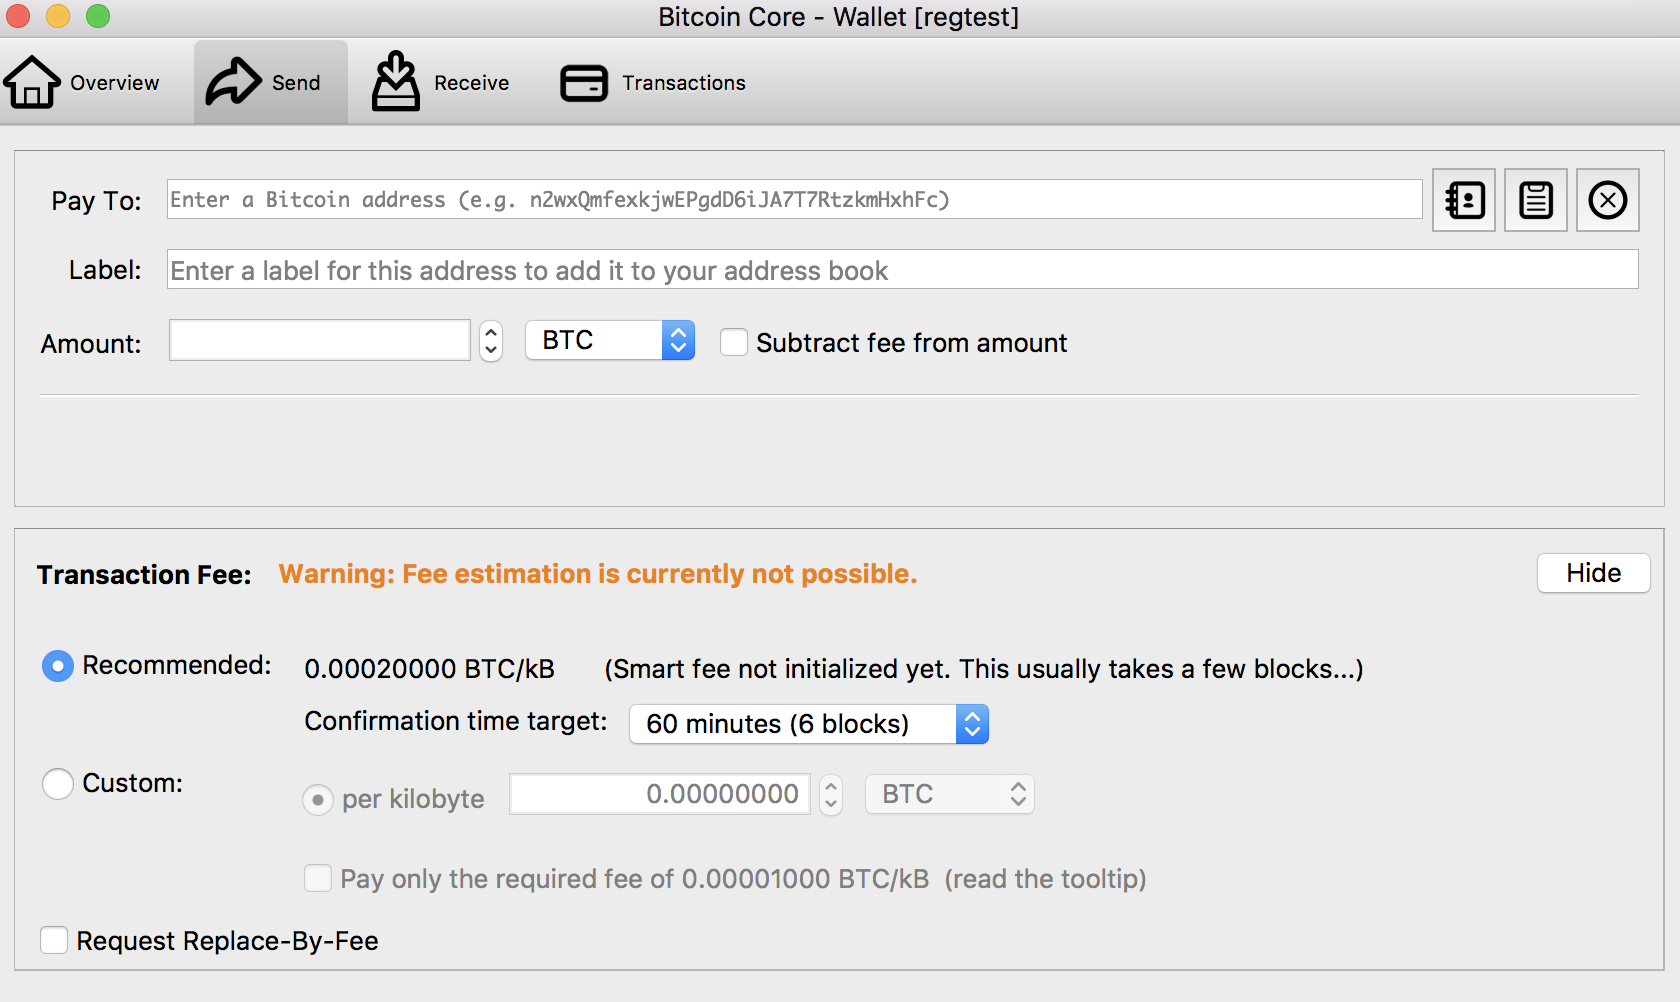 Bitcoin Core - Wallet [regtest]
Overview Send Receive Transactions
Pay To: Enter a Bitcoin address (e.g. n2wxQmfexkjwEPgdD6iJA7T7RtzkmHxhFc)
Label: Enter a label for this address to add it to your address book
Amount: BTC Subtract fee from amount
Transaction Fee: Warning: Fee estimation is currently not possible. Hide
Recommended: 0.00020000 BTC/kB (Smart fee not initialized yet. This usually takes a few blocks...)
Confirmation time target: 60 minutes (6 blocks)
Custom: per kilobyte 0.00000000 BTC
Pay only the required fee of 0.00001000 BTC/kB (read the tooltip)
Request Replace-By-Fee